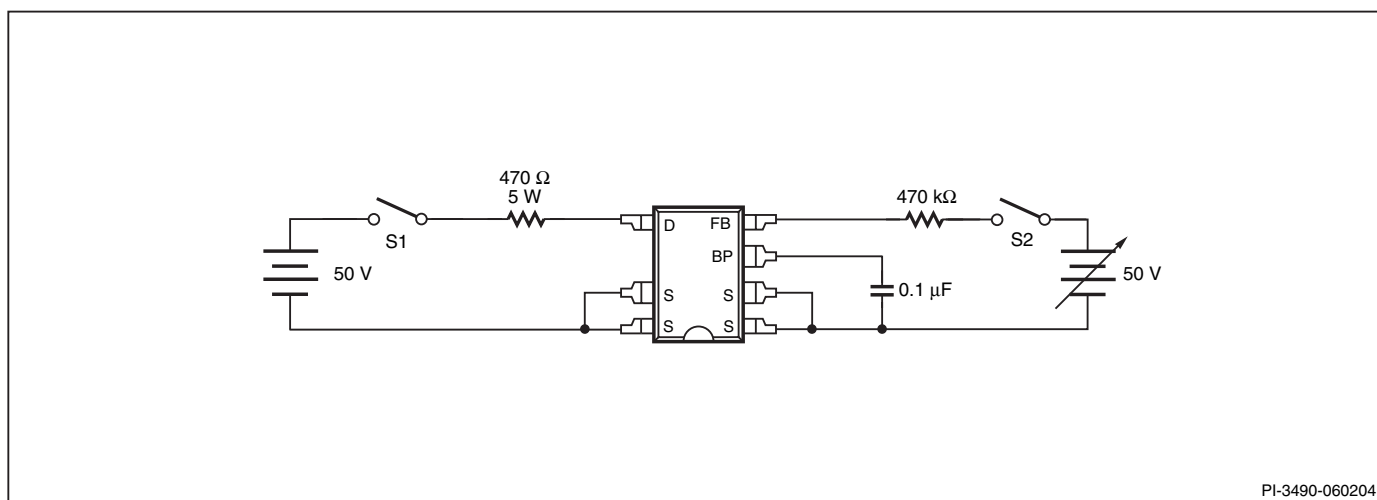 470 Ω
5 W
S1
50 V
D
S
S
FB
BP
S
S
470 kΩ
S2
0.1 µF
50 V
PI-3490-060204